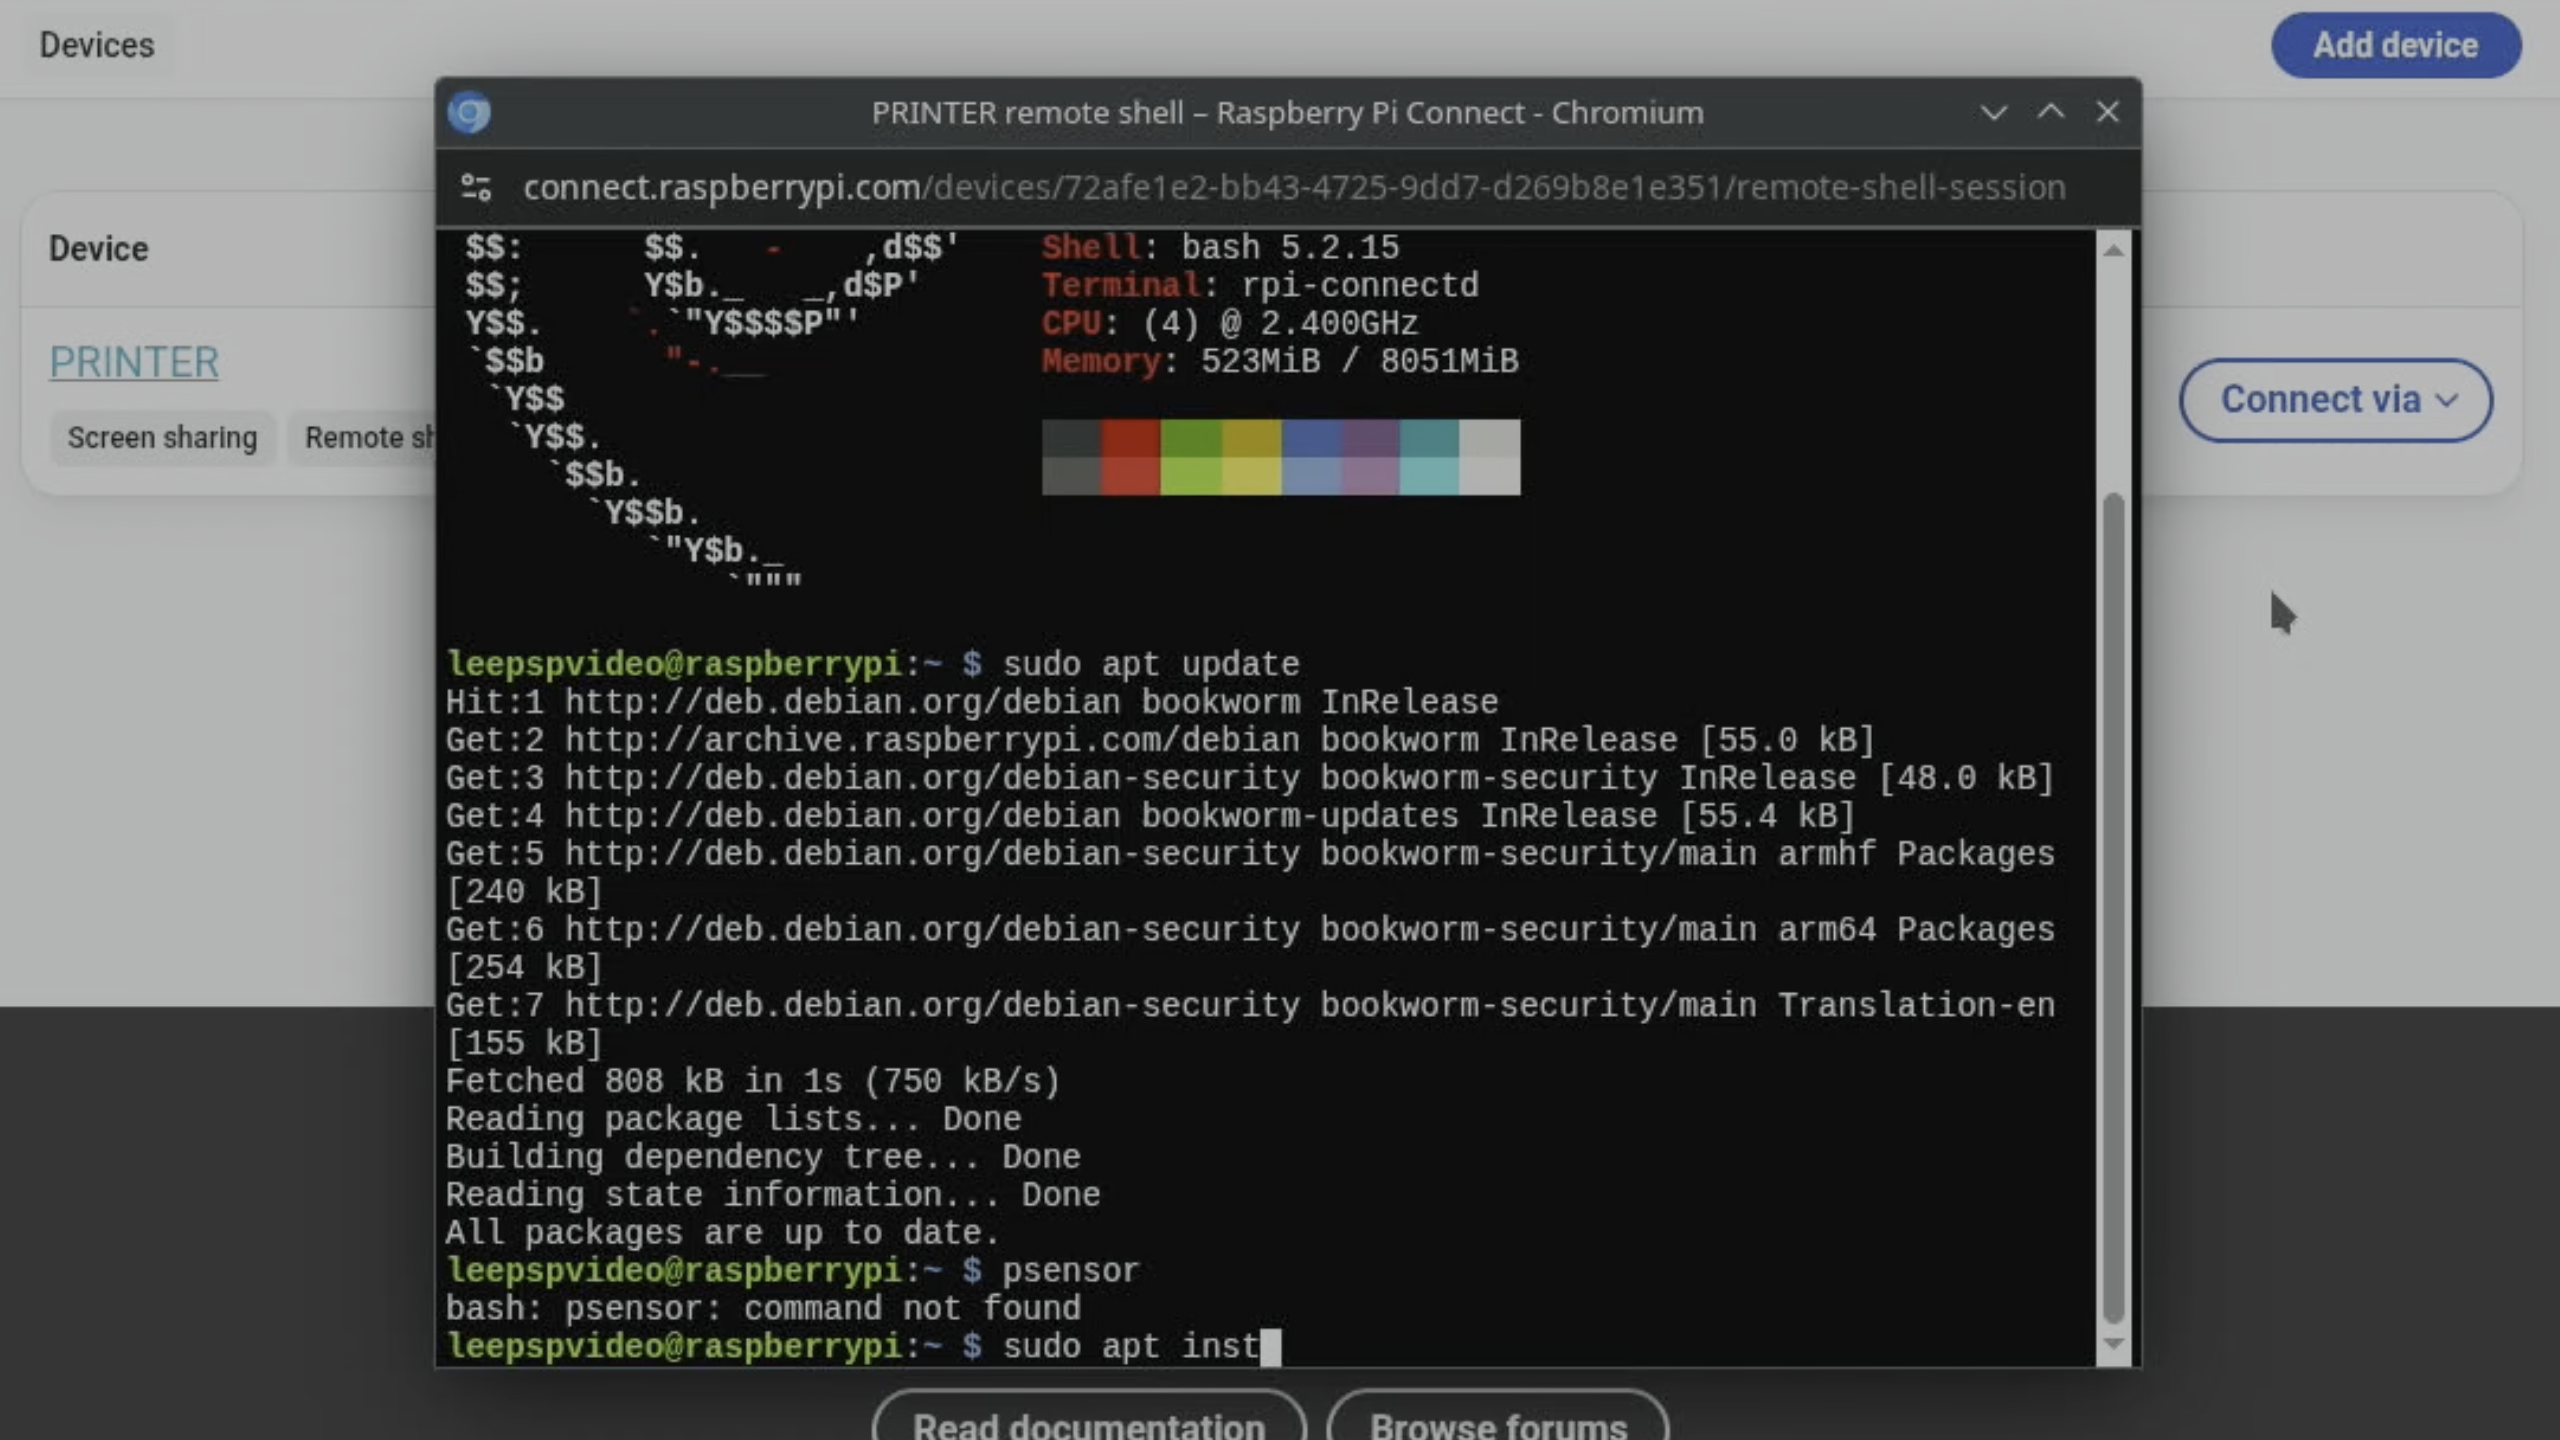 Devices
Add device
PRINTER remote shell – Raspberry Pi Connect - Chromium
connect.raspberrypi.com/devices/72afe1e2-bb43-4725-9dd7-d269b8e1e351/remote-shell-session
Device
PRINTER
Screen sharing
Remote sh
Connect via
$$:      $$.   -    ,d$$'    Shell: bash 5.2.15
$$;      Y$b._   _,d$P'    Terminal: rpi-connectd
Y$$.    `.`"Y$$$$P"'    CPU: (4) @ 2.400GHz
`$$b      "-.__    Memory: 523MiB / 8051MiB
`Y$$
`Y$$.
`$$b.
`Y$$b.
`"Y$b._
`"""
leepspvideo@raspberrypi:~ $ sudo apt update
Hit:1 http://deb.debian.org/debian bookworm InRelease
Get:2 http://archive.raspberrypi.com/debian bookworm InRelease [55.0 kB]
Get:3 http://deb.debian.org/debian-security bookworm-security InRelease [48.0 kB]
Get:4 http://deb.debian.org/debian bookworm-updates InRelease [55.4 kB]
Get:5 http://deb.debian.org/debian-security bookworm-security/main armhf Packages
[240 kB]
Get:6 http://deb.debian.org/debian-security bookworm-security/main arm64 Packages
[254 kB]
Get:7 http://deb.debian.org/debian-security bookworm-security/main Translation-en
[155 kB]
Fetched 808 kB in 1s (750 kB/s)
Reading package lists... Done
Building dependency tree... Done
Reading state information... Done
All packages are up to date.
leepspvideo@raspberrypi:~ $ psensor
bash: psensor: command not found
leepspvideo@raspberrypi:~ $ sudo apt inst
Read documentation
Browse forums